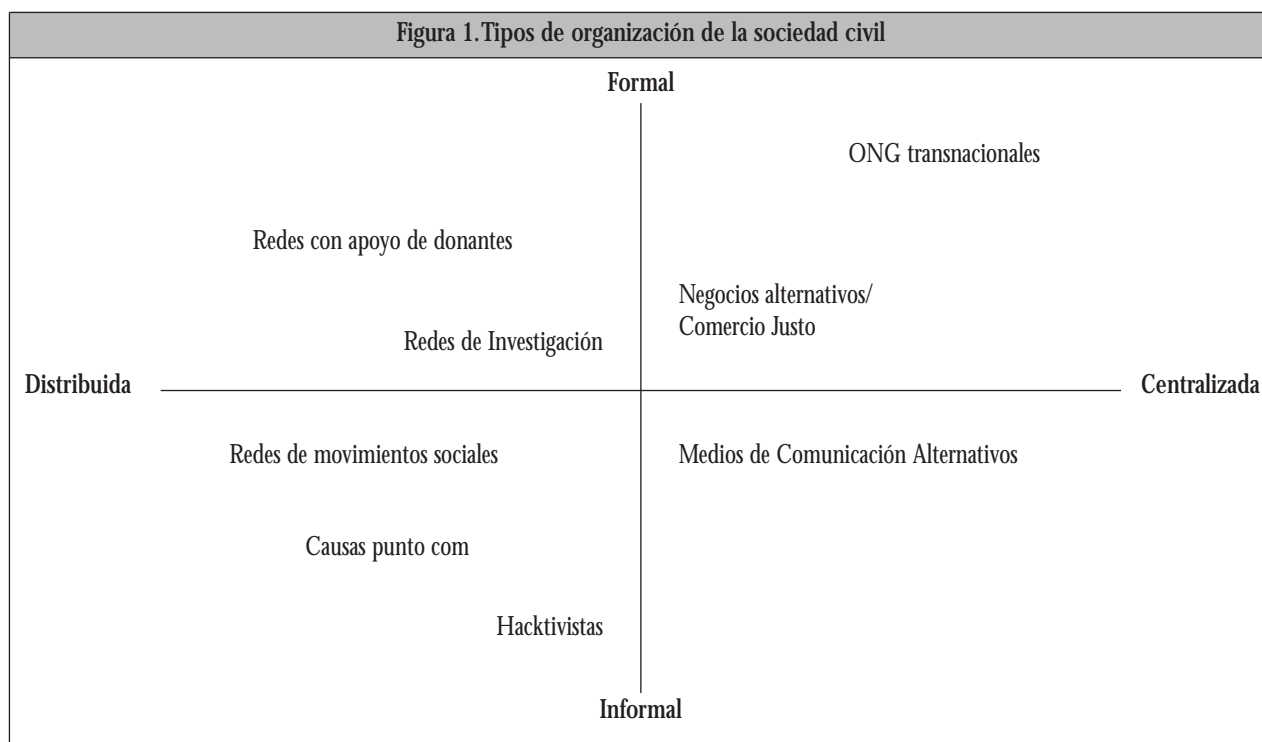 Figura 1.Tipos de organización de la sociedad civil
Formal
ONG transnacionales
Redes con apoyo de donantes
Negocios alternativos/
Comercio Justo
Redes de Investigación
Distribuida
Centralizada
Redes de movimientos sociales
Medios de Comunicación Alternativos
Causas punto com
Hacktivistas
Informal